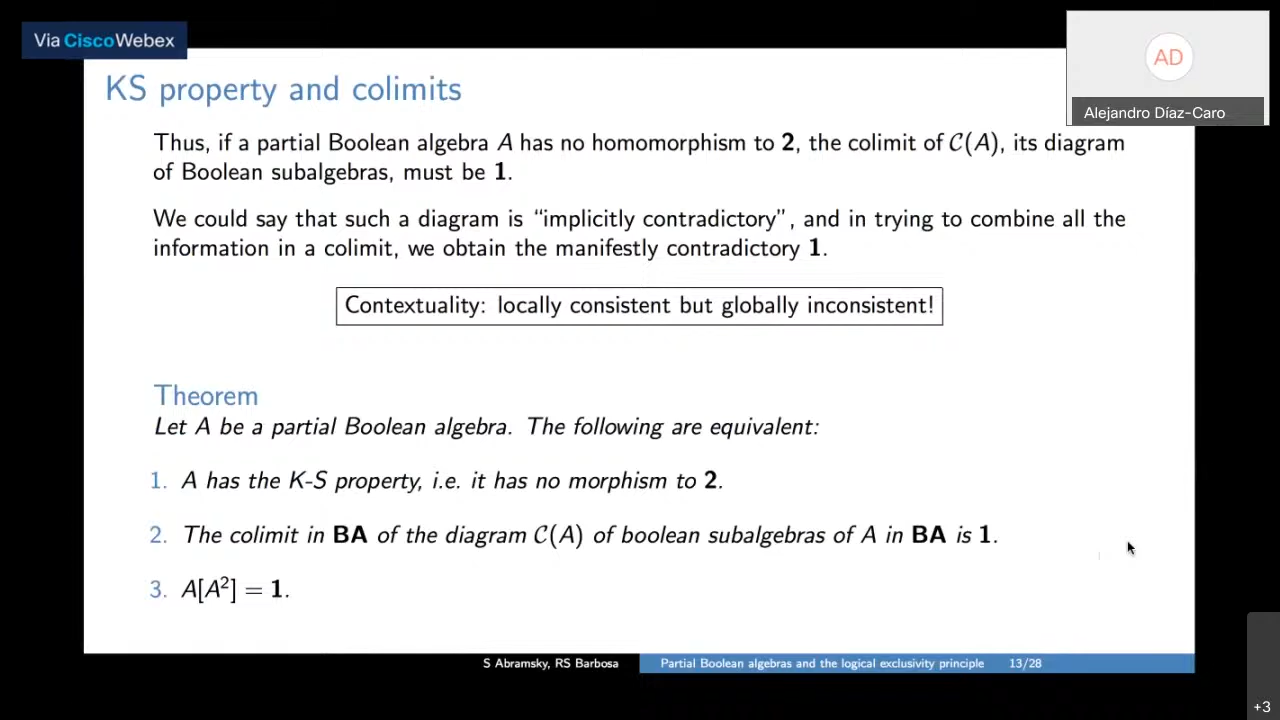 Via CiscoWebex
AD
Alejandro Díaz-Caro
KS property and colimits
Thus, if a partial Boolean algebra A has no homomorphism to 2, the colimit of C(A), its diagram
of Boolean subalgebras, must be 1.
We could say that such a diagram is “implicitly contradictory”, and in trying to combine all the
information in a colimit, we obtain the manifestly contradictory 1.
Contextuality: locally consistent but globally inconsistent!
Theorem
Let A be a partial Boolean algebra. The following are equivalent:
1. A has the K-S property, i.e. it has no morphism to 2.
2. The colimit in BA of the diagram C(A) of boolean subalgebras of A in BA is 1.
3. A[A²] = 1.
S Abramsky, RS Barbosa Partial Boolean algebras and the logical exclusivity principle 13/28
+3